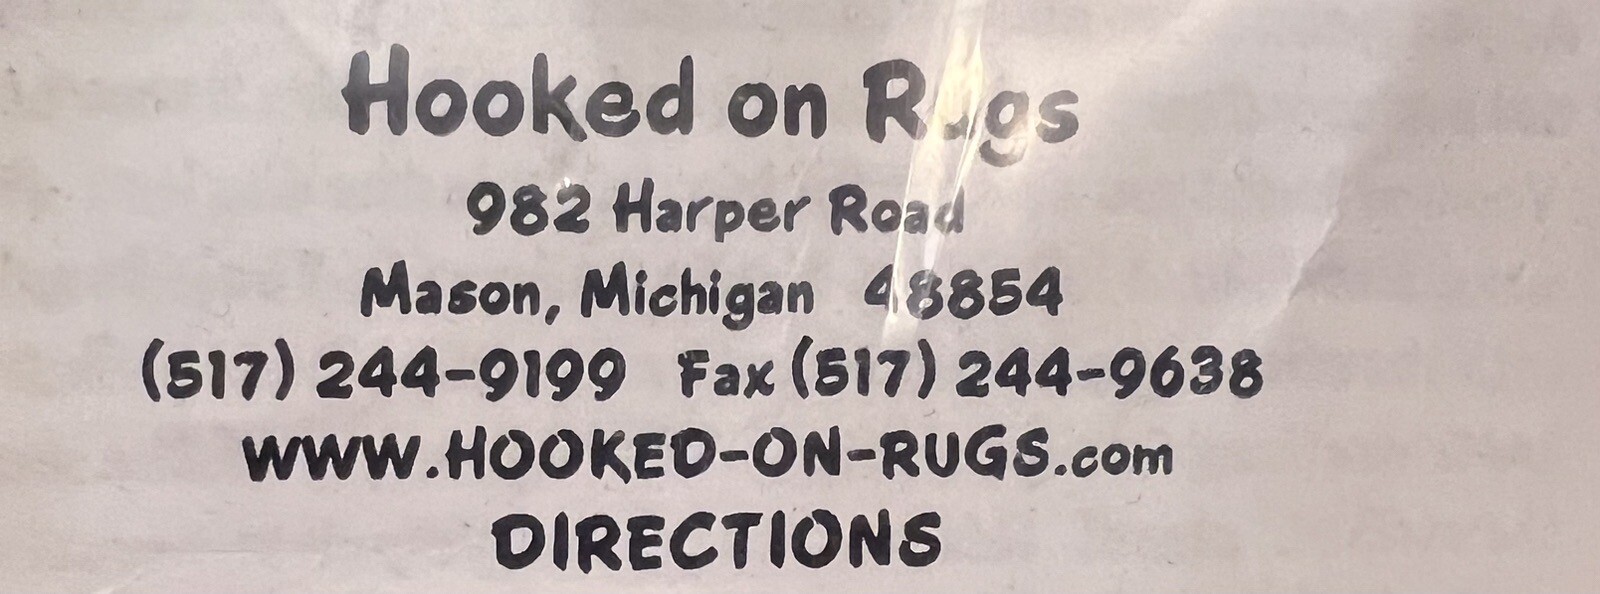 Hooked on Rugs
982 Harper Road
Mason, Michigan 48854
(517) 244-9199 Fax (517) 244-9638
WWW.HOOKED-ON-RUGS.com
DIRECTIONS